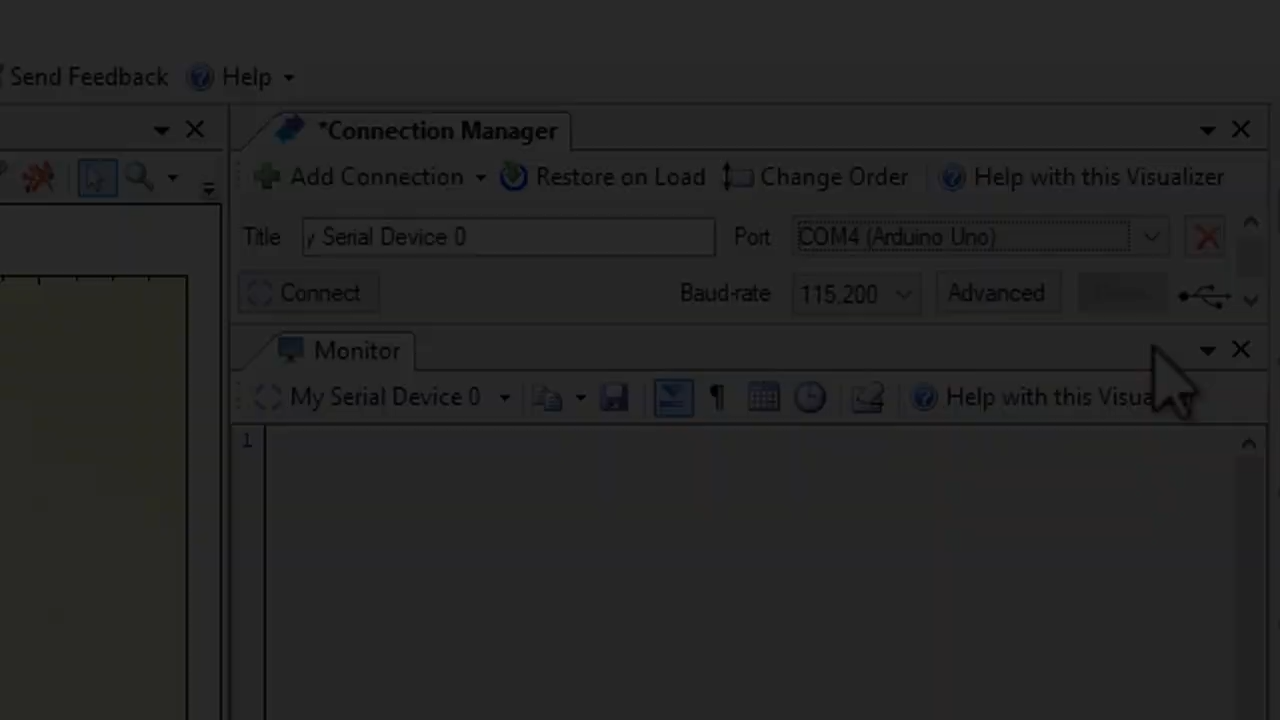 Send Feedback Help
*Connection Manager
Add Connection Restore on Load Change Order Help with this Visualizer
Title y Serial Device 0 Port COM4 (Arduino Uno)
Connect Baud-rate 115,200 Advanced
Monitor
My Serial Device 0 ¶ Help with this Visua
1